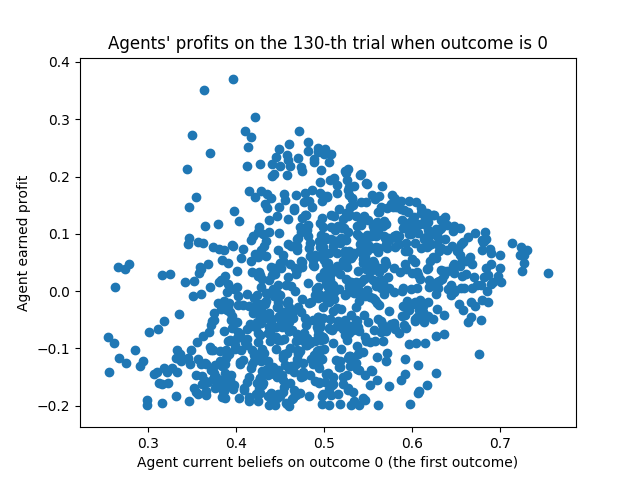 Agents' profits on the 130-th trial when outcome is 0
0.4
0.3
0.2
0.1
0.0
−0.1
−0.2
Agent earned profit
0.3 0.4 0.5 0.6 0.7
Agent current beliefs on outcome 0 (the first outcome)